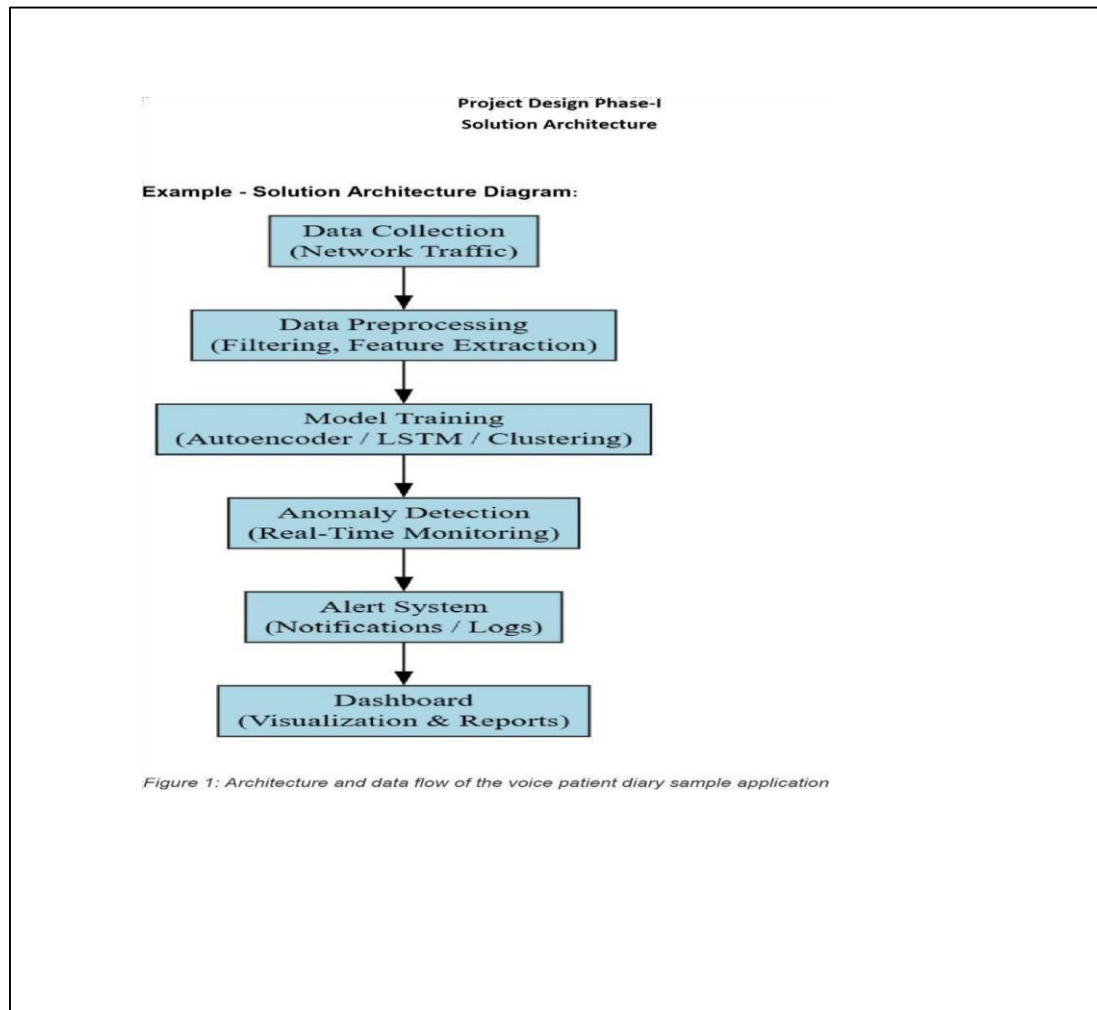 Project Design Phase-I
Solution Architecture
Example - Solution Architecture Diagram:
Data Collection
(Network Traffic)
Data Preprocessing
(Filtering, Feature Extraction)
Model Training
(Autoencoder / LSTM / Clustering)
Anomaly Detection
(Real-Time Monitoring)
Alert System
(Notifications / Logs)
Dashboard
(Visualization & Reports)
Figure 1: Architecture and data flow of the voice patient diary sample application